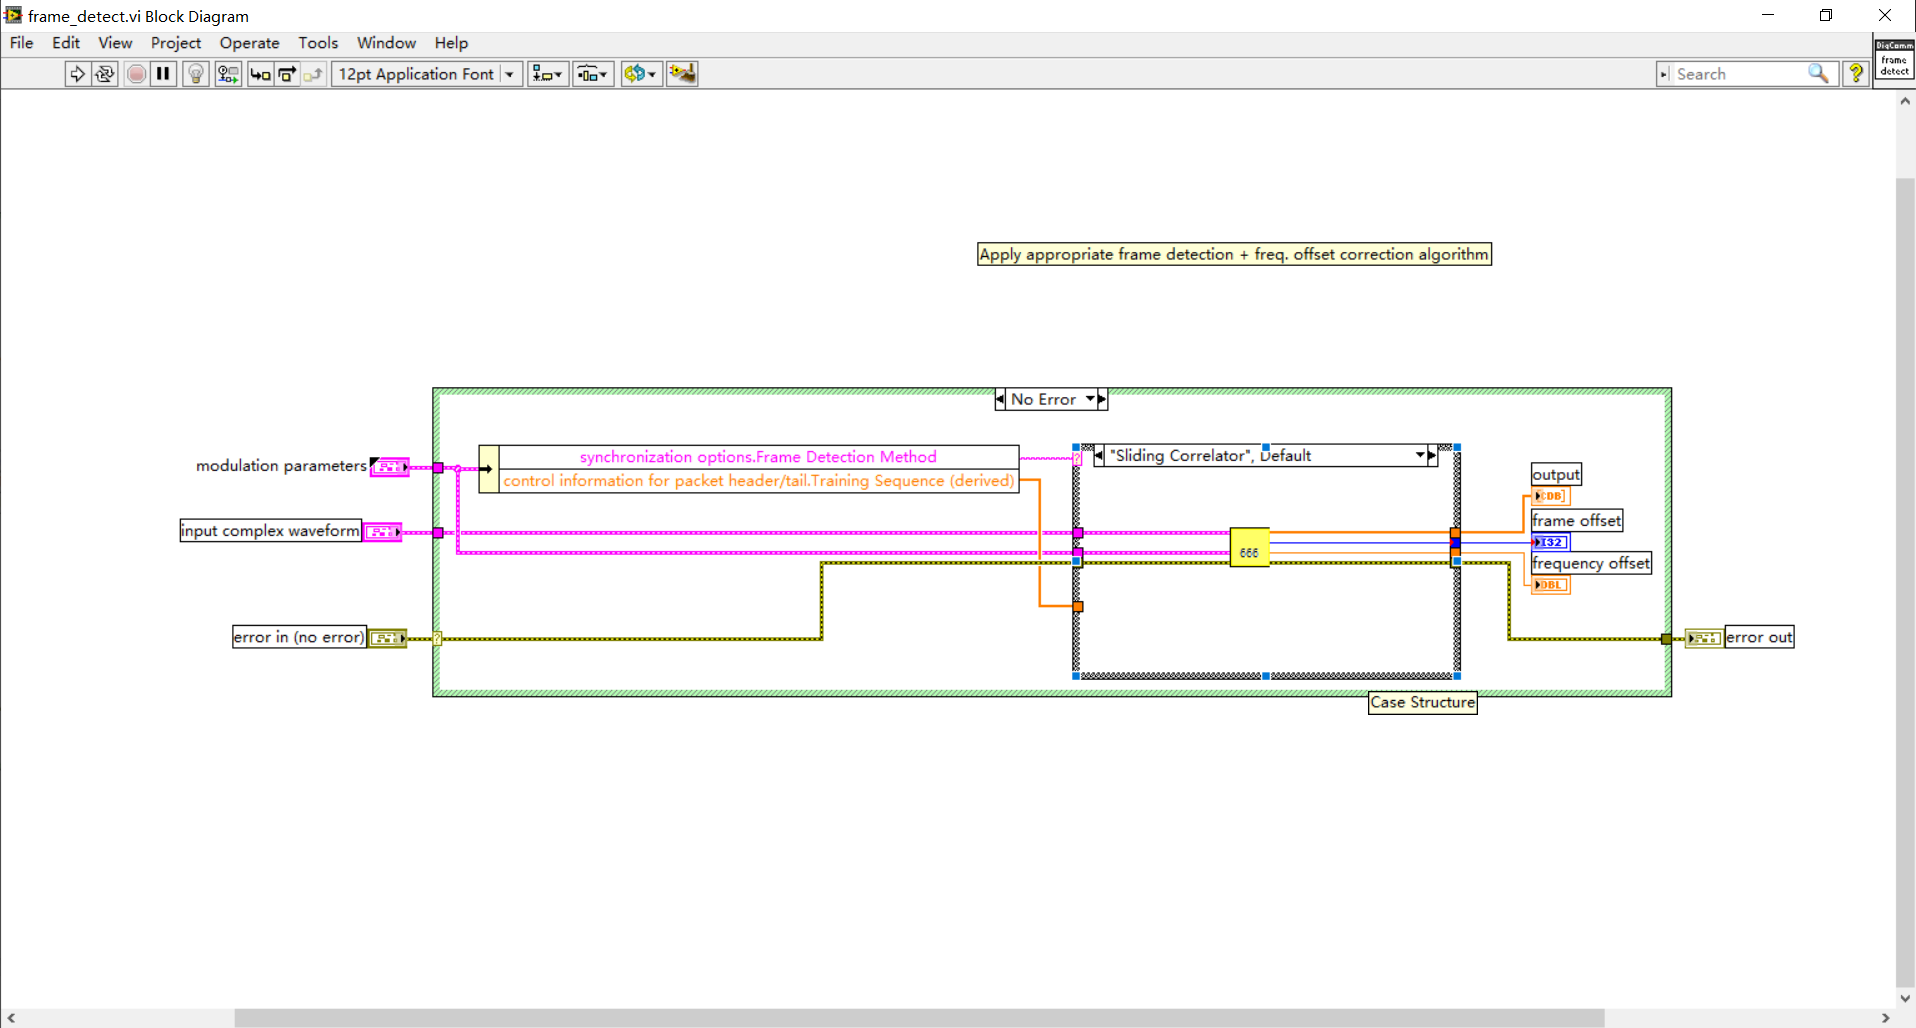 frame_detect.vi Block Diagram
File Edit View Project Operate Tools Window Help
12pt Application Font
Search
DigComm
frame
detect
Apply appropriate frame detection + freq. offset correction algorithm
No Error
modulation parameters
synchronization options.Frame Detection Method
control information for packet header/tail.Training Sequence (derived)
"Sliding Correlator", Default
output
CDB]
frame offset
I32
frequency offset
DBL
input complex waveform
666
error in (no error)
error out
Case Structure